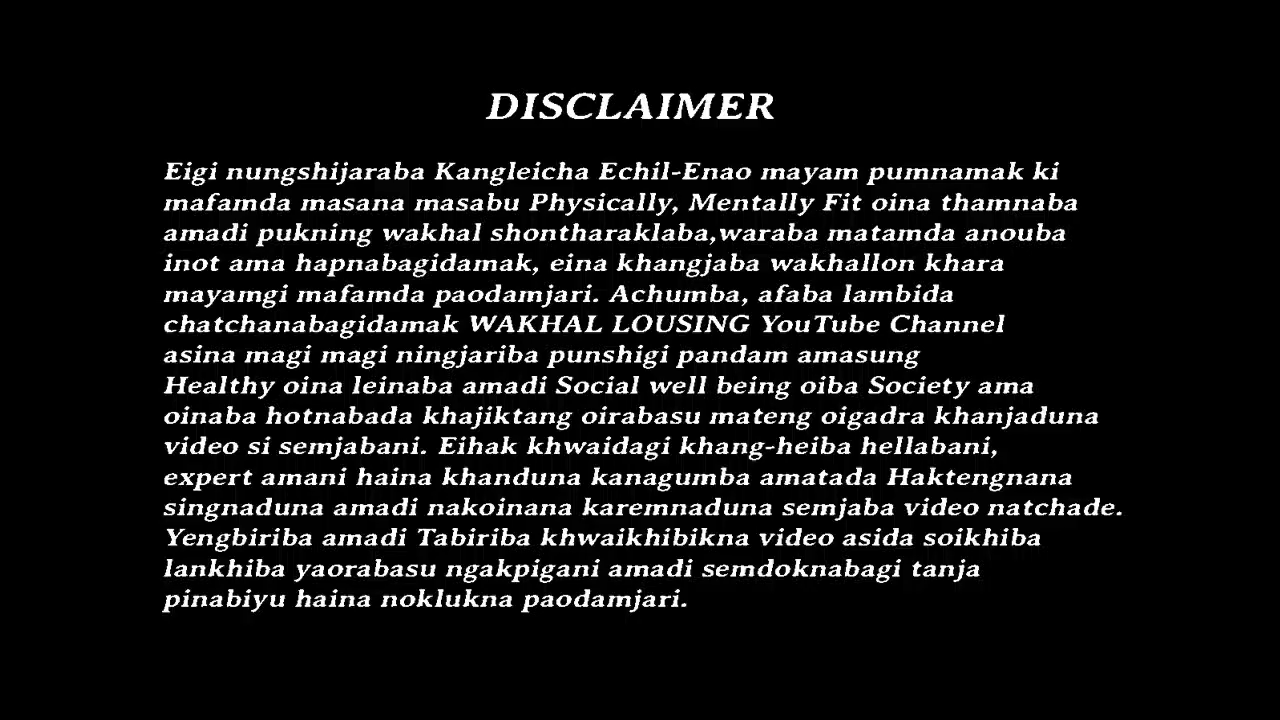 DISCLAIMER
Eigi nungshijaraba Kangleicha Echil-Enao mayam pumnamak ki
mafamda masana masabu Physically, Mentally Fit oina thamnaba
amadi pukning wakhal shontharaklaba,waraba matamda anouba
inot ama hapnabagidamak, eina khangjaba wakhallon khara
mayamgi mafamda paodamjari. Achumba, afaba lambida
chatchanabagidamak WAKHAL LOUSING YouTube Channel
asina magi magi ningjariba punshigi pandam amasung
Healthy oina leinaba amadi Social well being oiba Society ama
oinaba hotnabada khajiktang oirabasu mateng oigadra khanjaduna
video si semjabani. Eihak khwaidagi khang-heiba hellabani,
expert amani haina khanduna kanagumba amatada Haktengnana
singnaduna amadi nakoinana karemnaduna semjaba video natchade.
Yengbiriba amadi Tabiriba khwaikhibikna video asida soikhiba
lankhiba yaorabasu ngakpigani amadi semdoknabagi tanja
pinabiyu haina noklukna paodamjari.